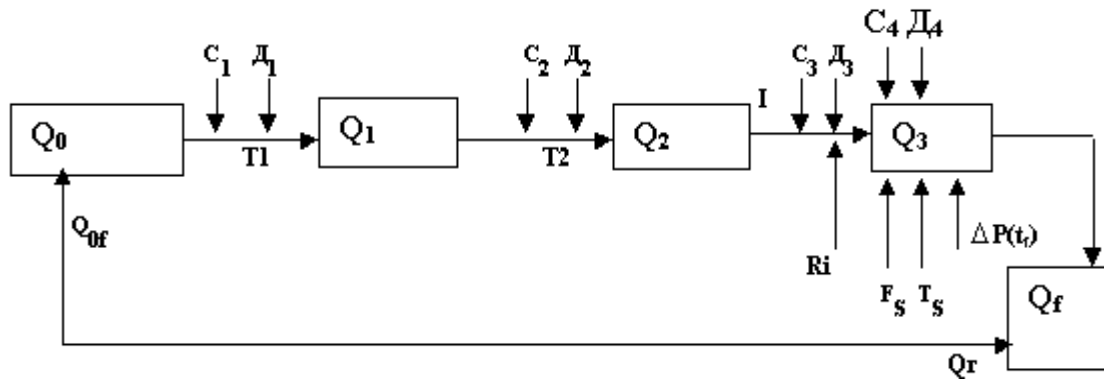 C4 Д4
C1 Д1 C2 Д2 C3 Д3
I
Q0 Q1 Q2 Q3
T1 T2
Q0f
ΔP(ti)
Ri
FS TS
Qf
Qr